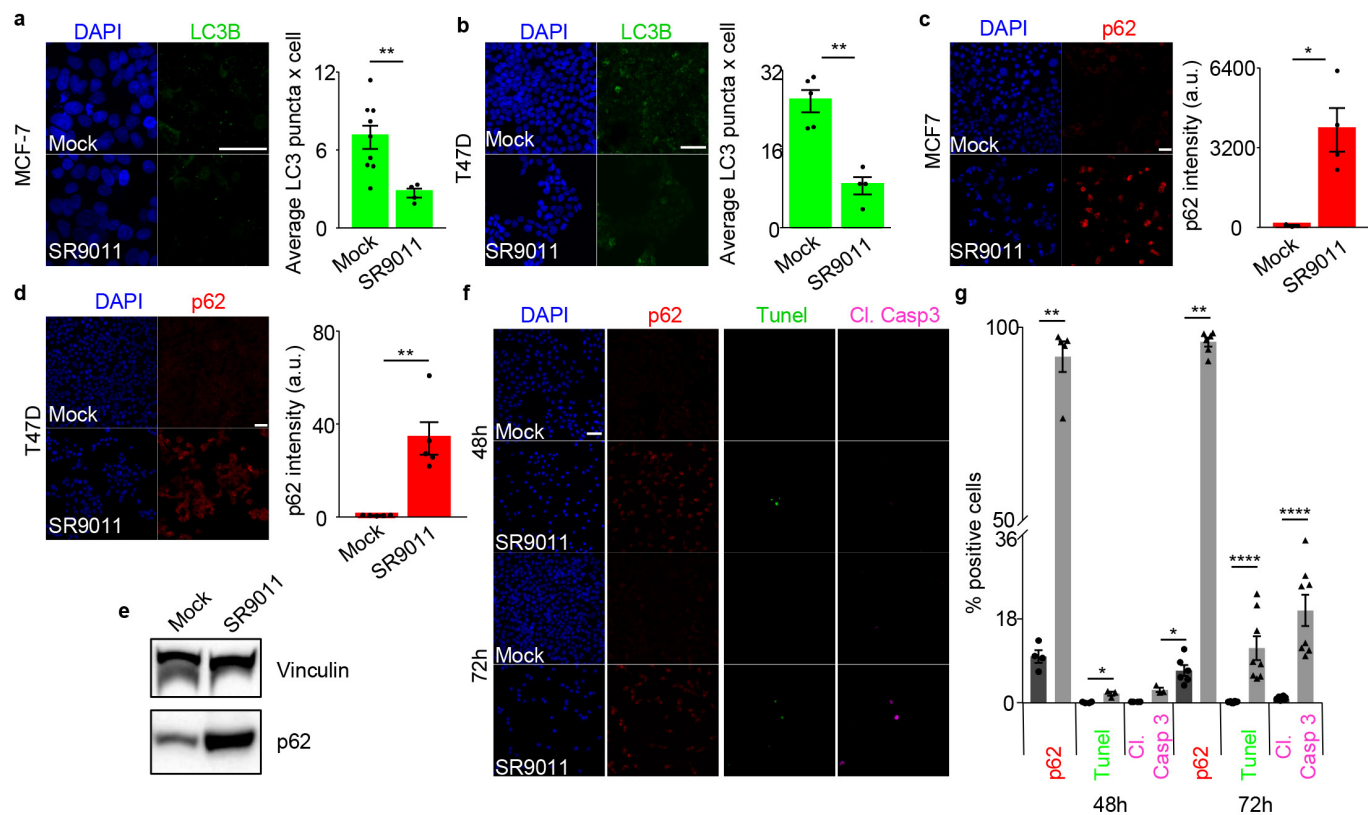 a
DAPI
LC3B
MCF-7
Mock
SR9011
Average LC3 puncta x cell
12
6
0
**
Mock
SR9011
b
DAPI
LC3B
T47D
Mock
SR9011
Average LC3 puncta x cell
32
16
0
**
Mock
SR9011
c
DAPI
p62
MCF7
Mock
SR9011
p62 intensity (a.u.)
6400
3200
0
*
Mock
SR9011
d
DAPI
p62
T47D
Mock
SR9011
p62 intensity (a.u.)
80
40
0
**
Mock
SR9011
e
Mock
SR9011
Vinculin
p62
f
DAPI
p62
Tunel
Cl. Casp3
48h
Mock
SR9011
72h
Mock
SR9011
g
% positive cells
100
50
36
18
0
**
*
*
**
****
****
p62
Tunel
Cl.
Casp 3
p62
Tunel
Cl.
Casp 3
48h
72h